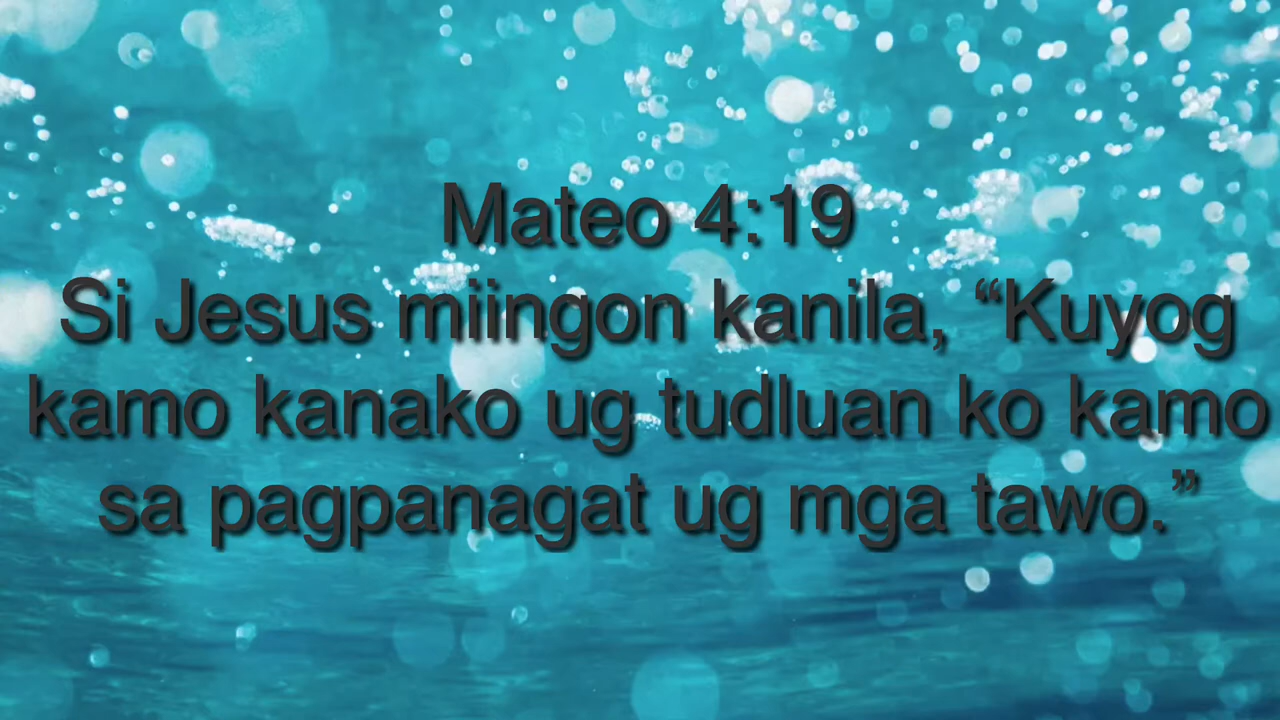 Mateo 4:19
Si Jesus miingon kanila, “Kuyog
kamo kanako ug tudluan ko kamo
sa pagpanagat ug mga tawo.”